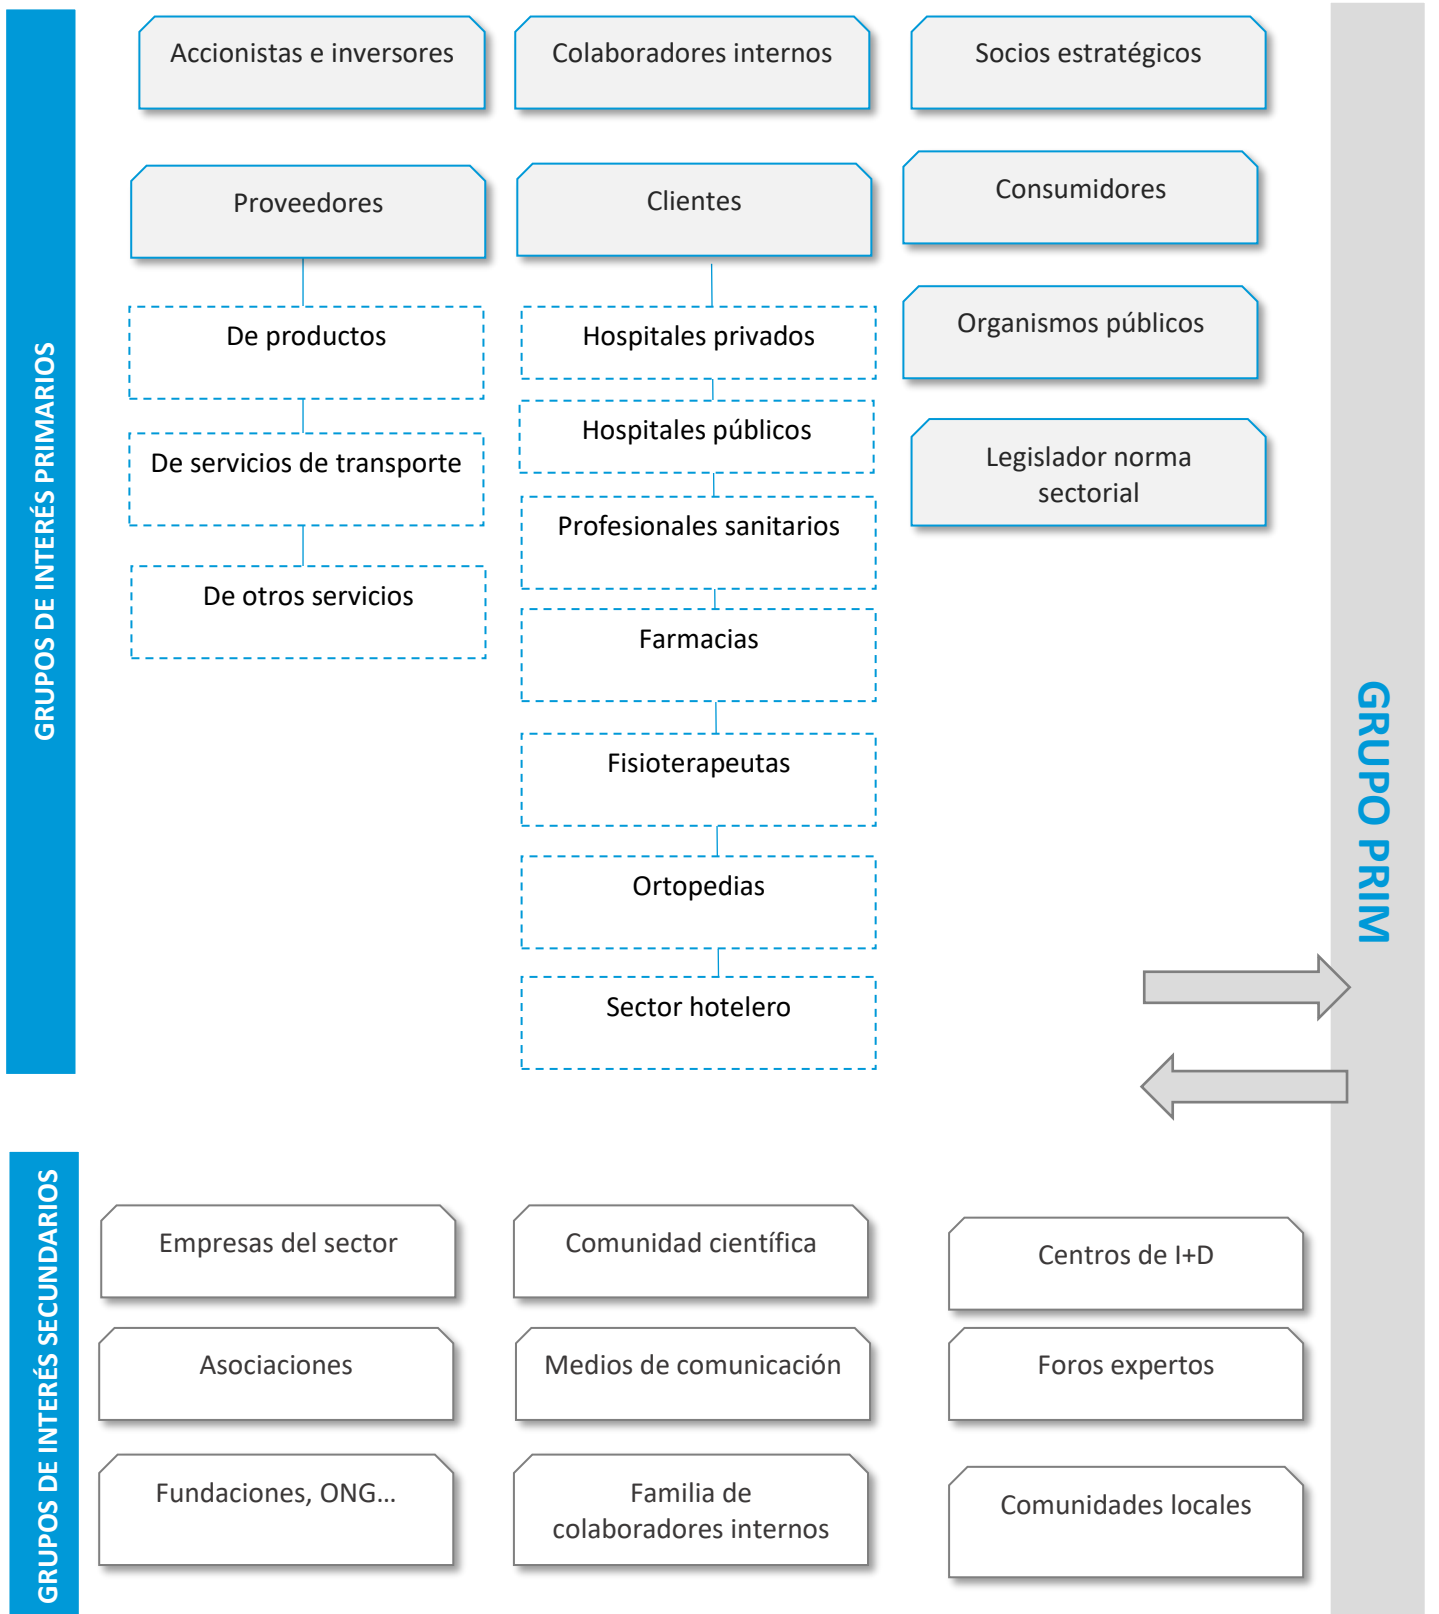 GRUPOS DE INTERÉS PRIMARIOS
Accionistas e inversores
Colaboradores internos
Socios estratégicos
Proveedores
Clientes
Consumidores
De productos
De servicios de transporte
De otros servicios
Hospitales privados
Hospitales públicos
Profesionales sanitarios
Farmacias
Fisioterapeutas
Ortopedias
Sector hotelero
Organismos públicos
Legislador norma
sectorial
GRUPO PRIM
GRUPOS DE INTERÉS SECUNDARIOS
Empresas del sector
Comunidad científica
Centros de I+D
Asociaciones
Medios de comunicación
Foros expertos
Fundaciones, ONG...
Familia de
colaboradores internos
Comunidades locales